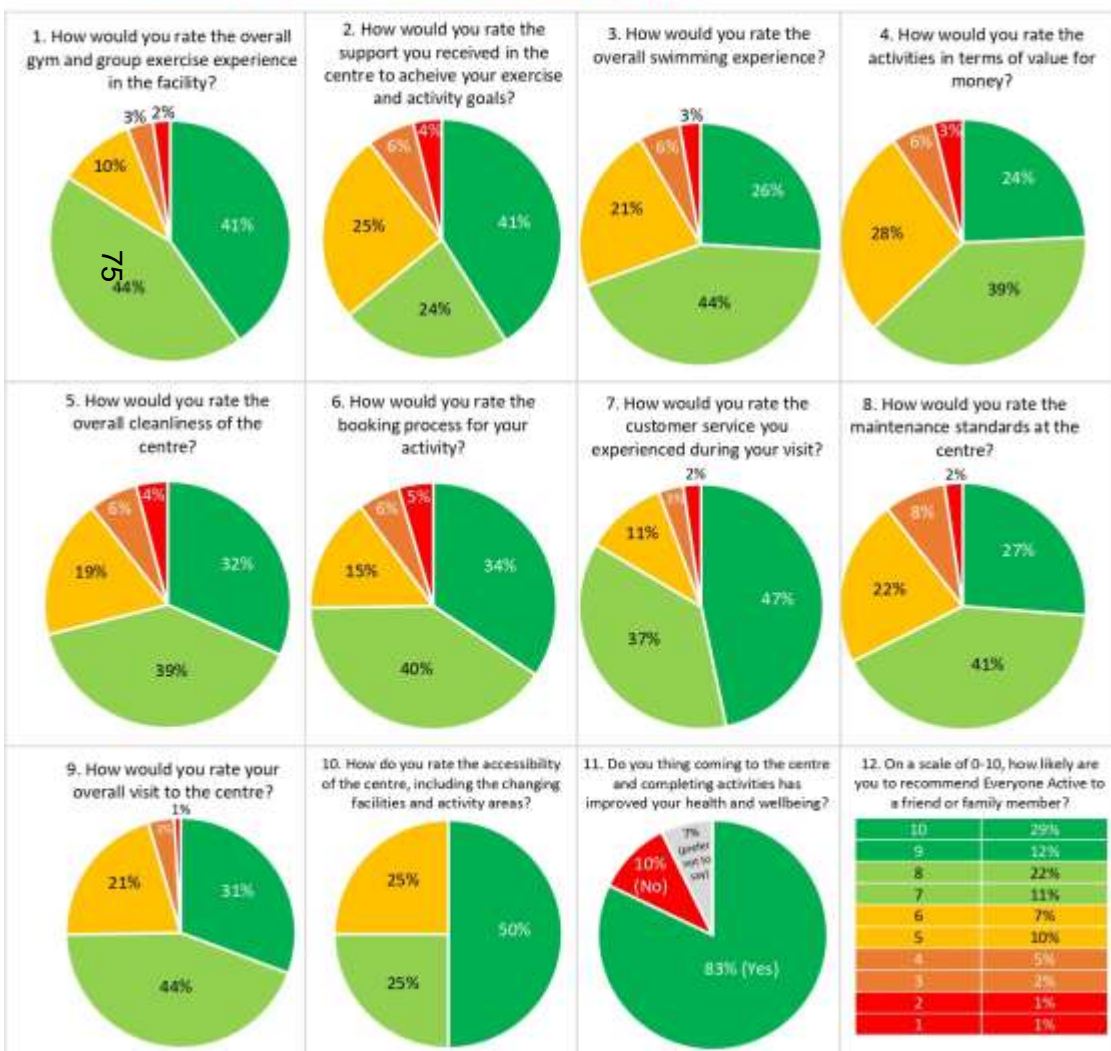 1. How would you rate the overall
gym and group exercise experience
in the facility?
3% 2%
10%
41%
75
44%
2. How would you rate the
support you received in the
centre to acheive your exercise
and activity goals?
4%
6%
25%
41%
24%
3. How would you rate the
overall swimming experience?
3%
6%
26%
21%
44%
4. How would you rate the
activities in terms of value for
money?
3%
6%
24%
28%
39%
5. How would you rate the
overall cleanliness of the
centre?
4%
6%
32%
19%
39%
6. How would you rate the
booking process for your
activity?
5%
6%
34%
15%
40%
7. How would you rate the
customer service you
experienced during your visit?
2%
3%
11%
47%
37%
8. How would you rate the
maintenance standards at the
centre?
2%
8%
27%
22%
41%
9. How would you rate your
overall visit to the centre?
1%
21%
31%
44%
10. How do you rate the accessibility
of the centre, including the changing
facilities and activity areas?
25%
50%
25%
11. Do you thing coming to the centre
and completing activities has
improved your health and wellbeing?
7%
(prefer
not to
say)
10%
(No)
83% (Yes)
12. On a scale of 0-10, how likely are
you to recommend Everyone Active to
a friend or family member?
10 29%
9 12%
8 22%
7 11%
6 7%
5 10%
4 5%
3 2%
2 1%
1 1%